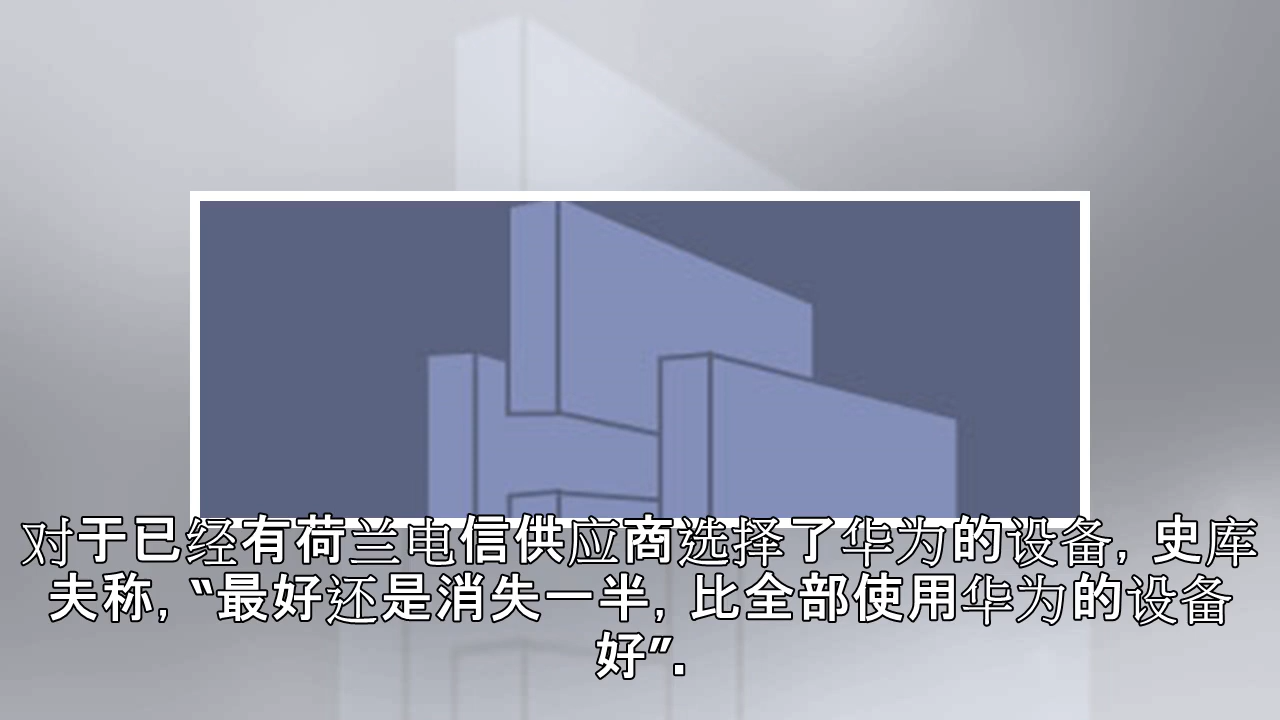 对于已经有荷兰电信供应商选择了华为的设备, 史库
夫称, “最好还是消失一半, 比全部使用华为的设备
好”.